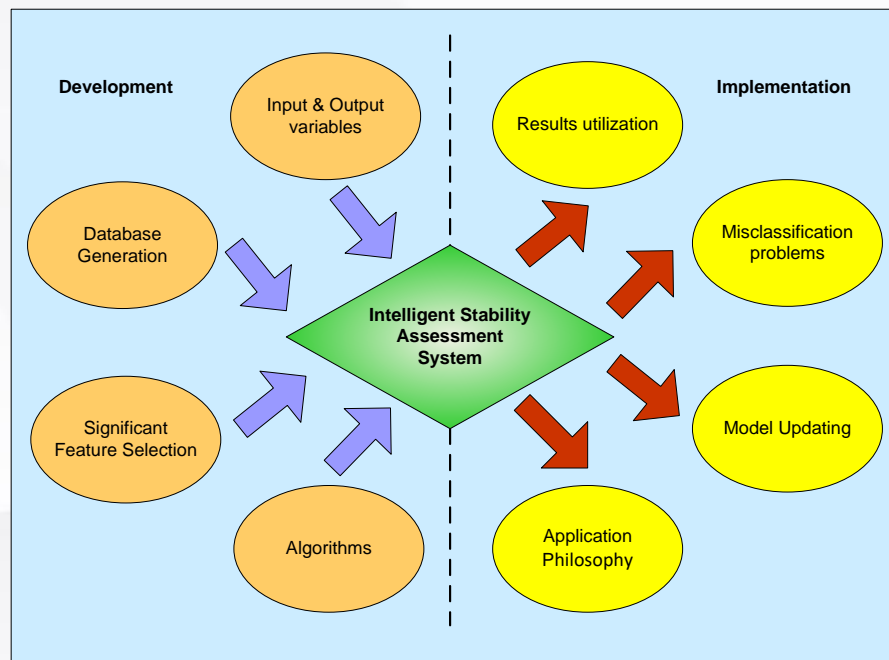 Development
Input & Output
variables
Database
Generation
Significant
Feature Selection
Algorithms
Intelligent Stability
Assessment
System
Implementation
Results utilization
Misclassification
problems
Model Updating
Application
Philosophy